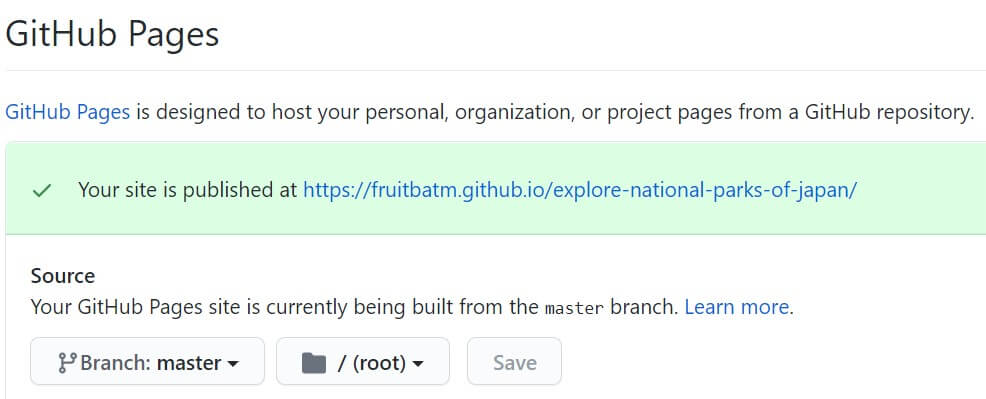 GitHub Pages
GitHub Pages is designed to host your personal, organization, or project pages from a GitHub repository.
Your site is published at https://fruitbatm.github.io/explore-national-parks-of-japan/
Source
Your GitHub Pages site is currently being built from the master branch. Learn more.
Branch: master / (root) Save